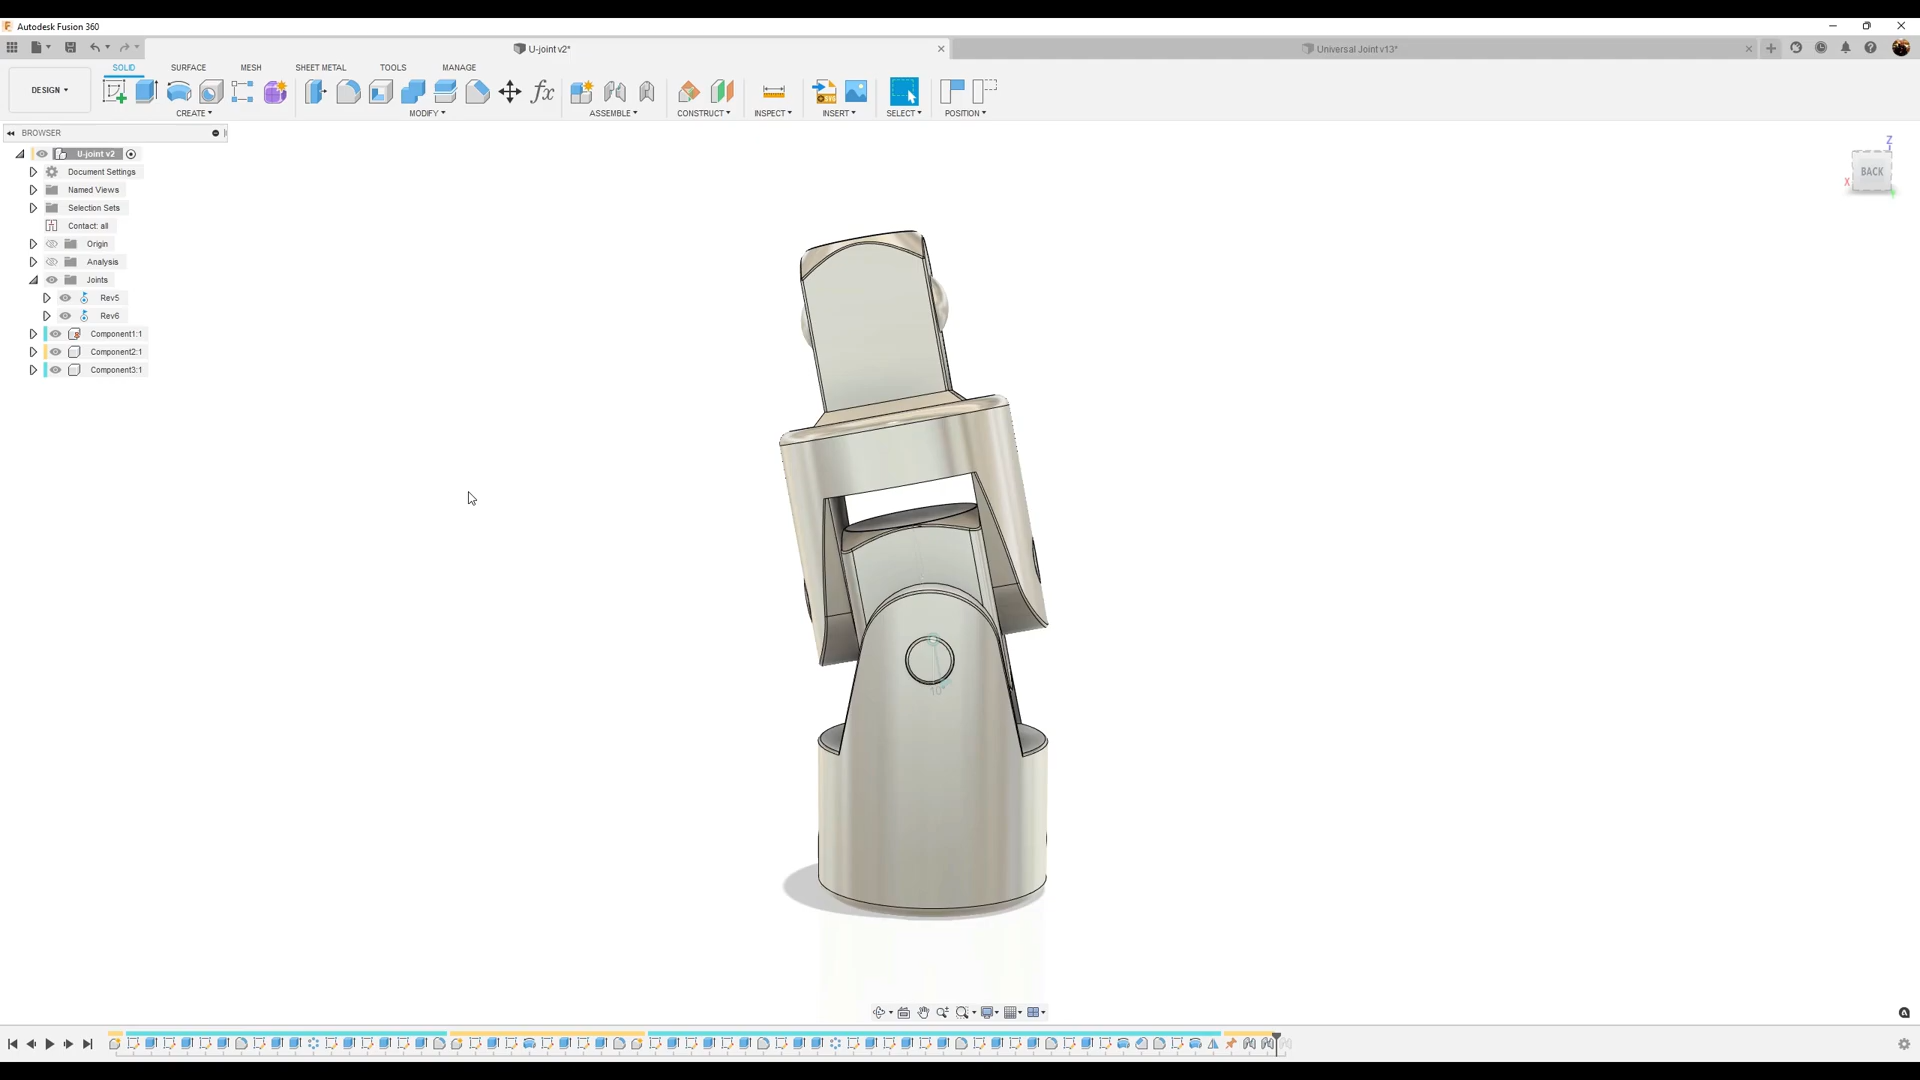 Autodesk Fusion 360
U-joint v2*
Universal Joint v13*
SOLID SURFACE MESH SHEET METAL TOOLS MANAGE
DESIGN
CREATE MODIFY ASSEMBLE CONSTRUCT INSPECT INSERT SELECT POSITION
BROWSER
U-joint v2
Document Settings
Named Views
Selection Sets
Contact: all
Origin
Analysis
Joints
Rev5
Rev6
Component1:1
Component2:1
Component3:1
Z
BACK
X
10